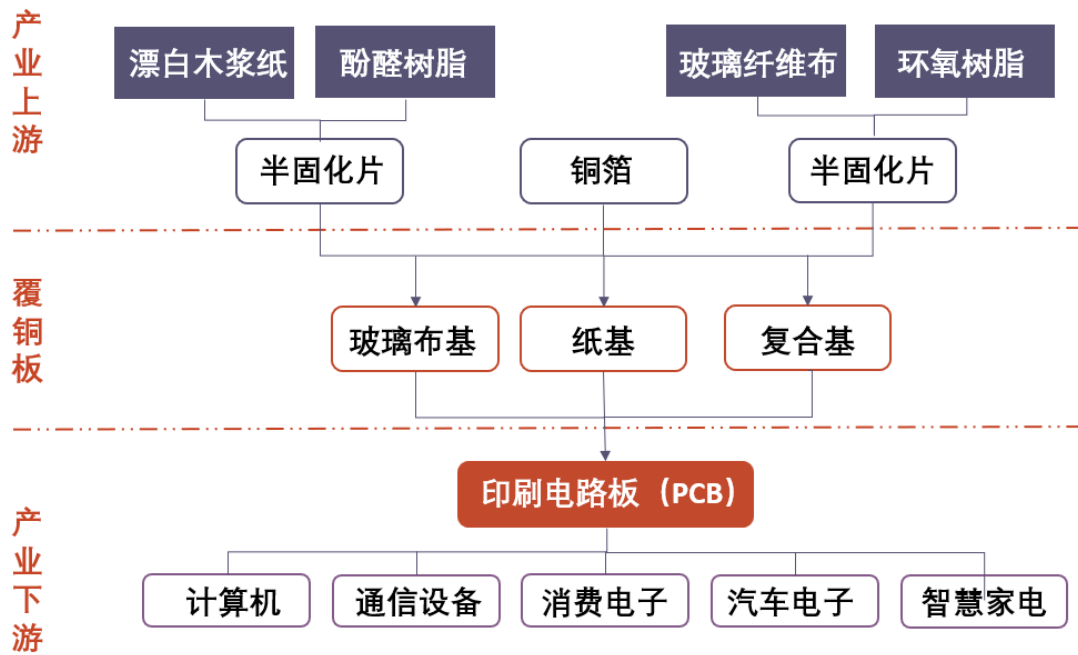 产业上游
漂白木浆纸
酚醛树脂
玻璃纤维布
环氧树脂
半固化片
铜箔
半固化片
覆铜板
玻璃布基
纸基
复合基
产业下游
印刷电路板（PCB）
计算机
通信设备
消费电子
汽车电子
智慧家电